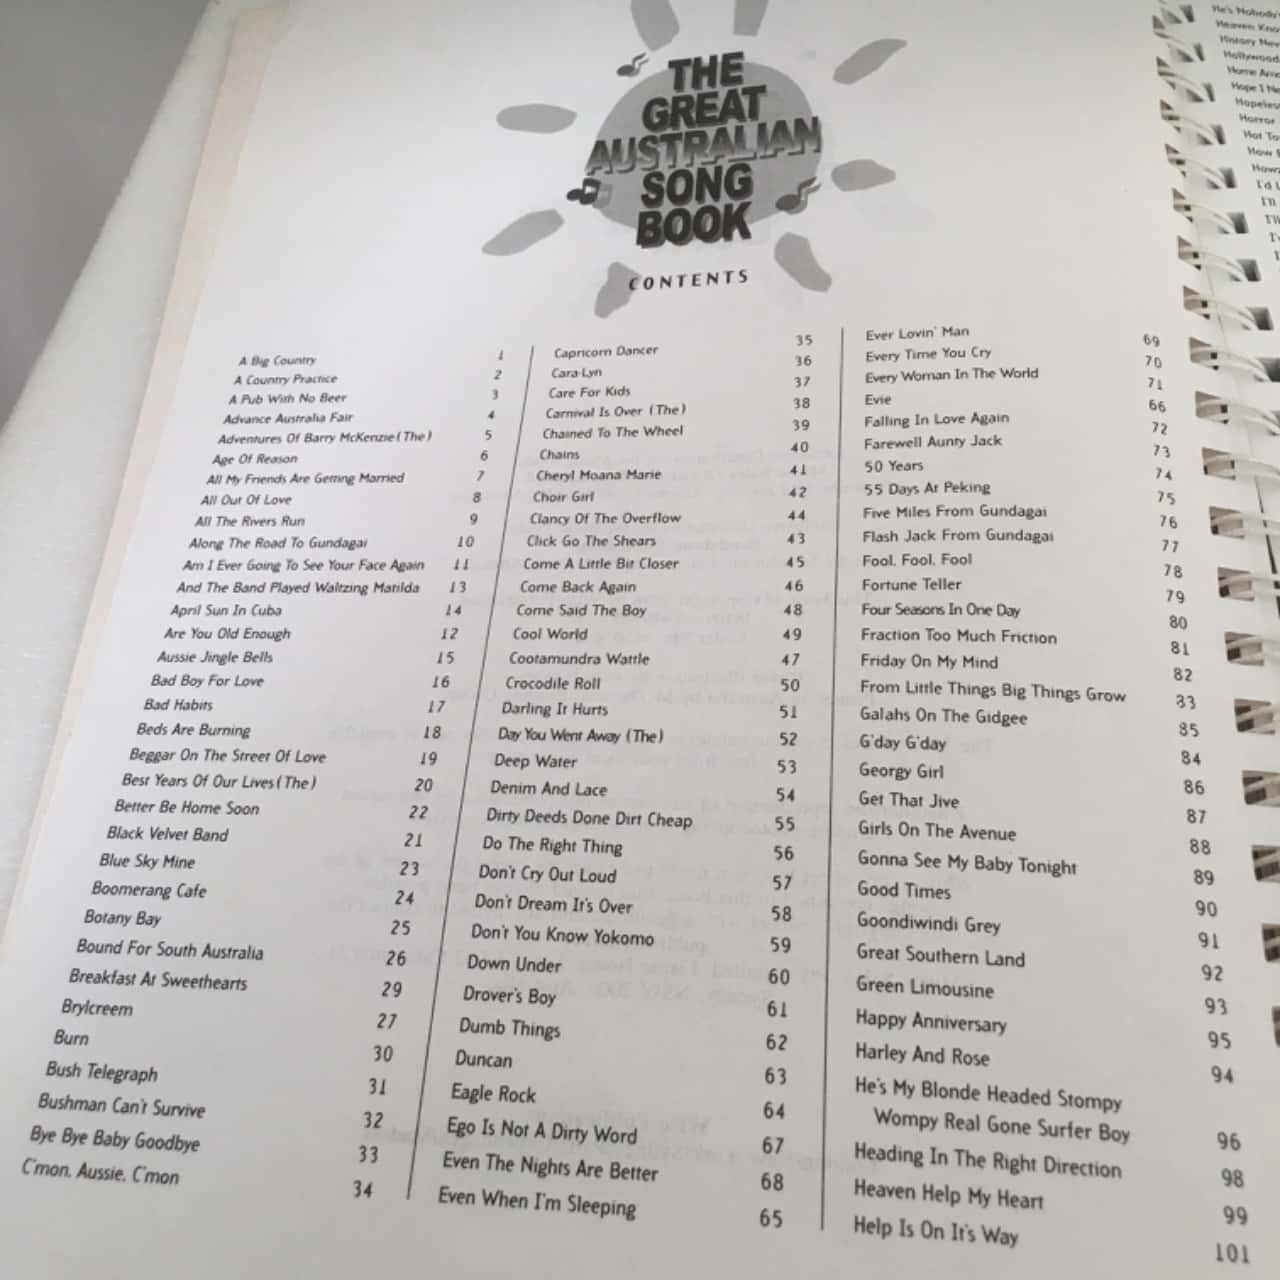 THE
GREAT
AUSTRALIAN
SONG
BOOK
CONTENTS
A Big Country 1
A Country Practice 2
A Pub With No Beer 3
Advance Australia Fair 4
Adventures Of Barry McKenzie (The) 5
Age Of Reason 6
All My Friends Are Getting Married 7
All Out Of Love 8
All The Rivers Run 9
Along The Road To Gundagai 10
Am I Ever Going To See Your Face Again 11
And The Band Played Waltzing Matilda 13
April Sun In Cuba 14
Are You Old Enough 12
Aussie Jingle Bells 15
Bad Boy For Love 16
Bad Habits 17
Beds Are Burning 18
Beggar On The Street Of Love 19
Best Years Of Our Lives (The) 20
Better Be Home Soon 22
Black Velvet Band 21
Blue Sky Mine 23
Boomerang Cafe 24
Botany Bay 25
Bound For South Australia 26
Breakfast At Sweethearts 29
Brylcreem 27
Burn 30
Bush Telegraph 31
Bushman Can't Survive 32
Bye Bye Baby Goodbye 33
C'mon, Aussie, C'mon 34
Capricorn Dancer 35
Cara-Lyn 36
Care For Kids 37
Carnival Is Over (The) 38
Chained To The Wheel 39
Chains 40
Cheryl Moana Marie 41
Choir Girl 42
Clancy Of The Overflow 44
Click Go The Shears 43
Come A Little Bit Closer 45
Come Back Again 46
Come Said The Boy 48
Cool World 49
Cootamundra Wattle 47
Crocodile Roll 50
Darling It Hurts 51
Day You Went Away (The) 52
Deep Water 53
Denim And Lace 54
Dirty Deeds Done Dirt Cheap 55
Do The Right Thing 56
Don't Cry Out Loud 57
Don't Dream It's Over 58
Don't You Know Yokomo 59
Down Under 60
Drover's Boy 61
Dumb Things 62
Duncan 63
Eagle Rock 64
Ego Is Not A Dirty Word 67
Even The Nights Are Better 68
Even When I'm Sleeping 65
Ever Lovin' Man 69
Every Time You Cry 70
Every Woman In The World 71
Evie 66
Falling In Love Again 72
Farewell Aunty Jack 73
50 Years 74
55 Days At Peking 75
Five Miles From Gundagai 76
Flash Jack From Gundagai 77
Fool, Fool, Fool 78
Fortune Teller 79
Four Seasons In One Day 80
Fraction Too Much Friction 81
Friday On My Mind 82
From Little Things Big Things Grow 83
Galahs On The Gidgee 85
G'day G'day 84
Georgy Girl 86
Get That Jive 87
Girls On The Avenue 88
Gonna See My Baby Tonight 89
Good Times 90
Goondiwindi Grey 91
Great Southern Land 92
Green Limousine 93
Happy Anniversary 95
Harley And Rose 94
He's My Blonde Headed Stompy
Wompy Real Gone Surfer Boy 96
Heading In The Right Direction 98
Heaven Help My Heart 99
Help Is On It's Way 101
He's Nobody's
Heaven
History
Hollywood
Home
Hope I
Horror
Hot To
How
I'd
I'll
I'll